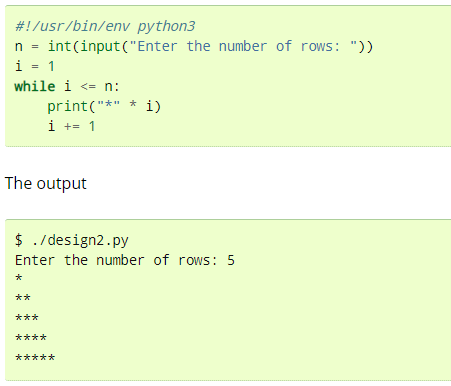 #!/usr/bin/env python3
n = int(input("Enter the number of rows: "))
i = 1
while i <= n:
    print("*" * i)
    i += 1
The output
$ ./design2.py
Enter the number of rows: 5
*
**
***
****
*****